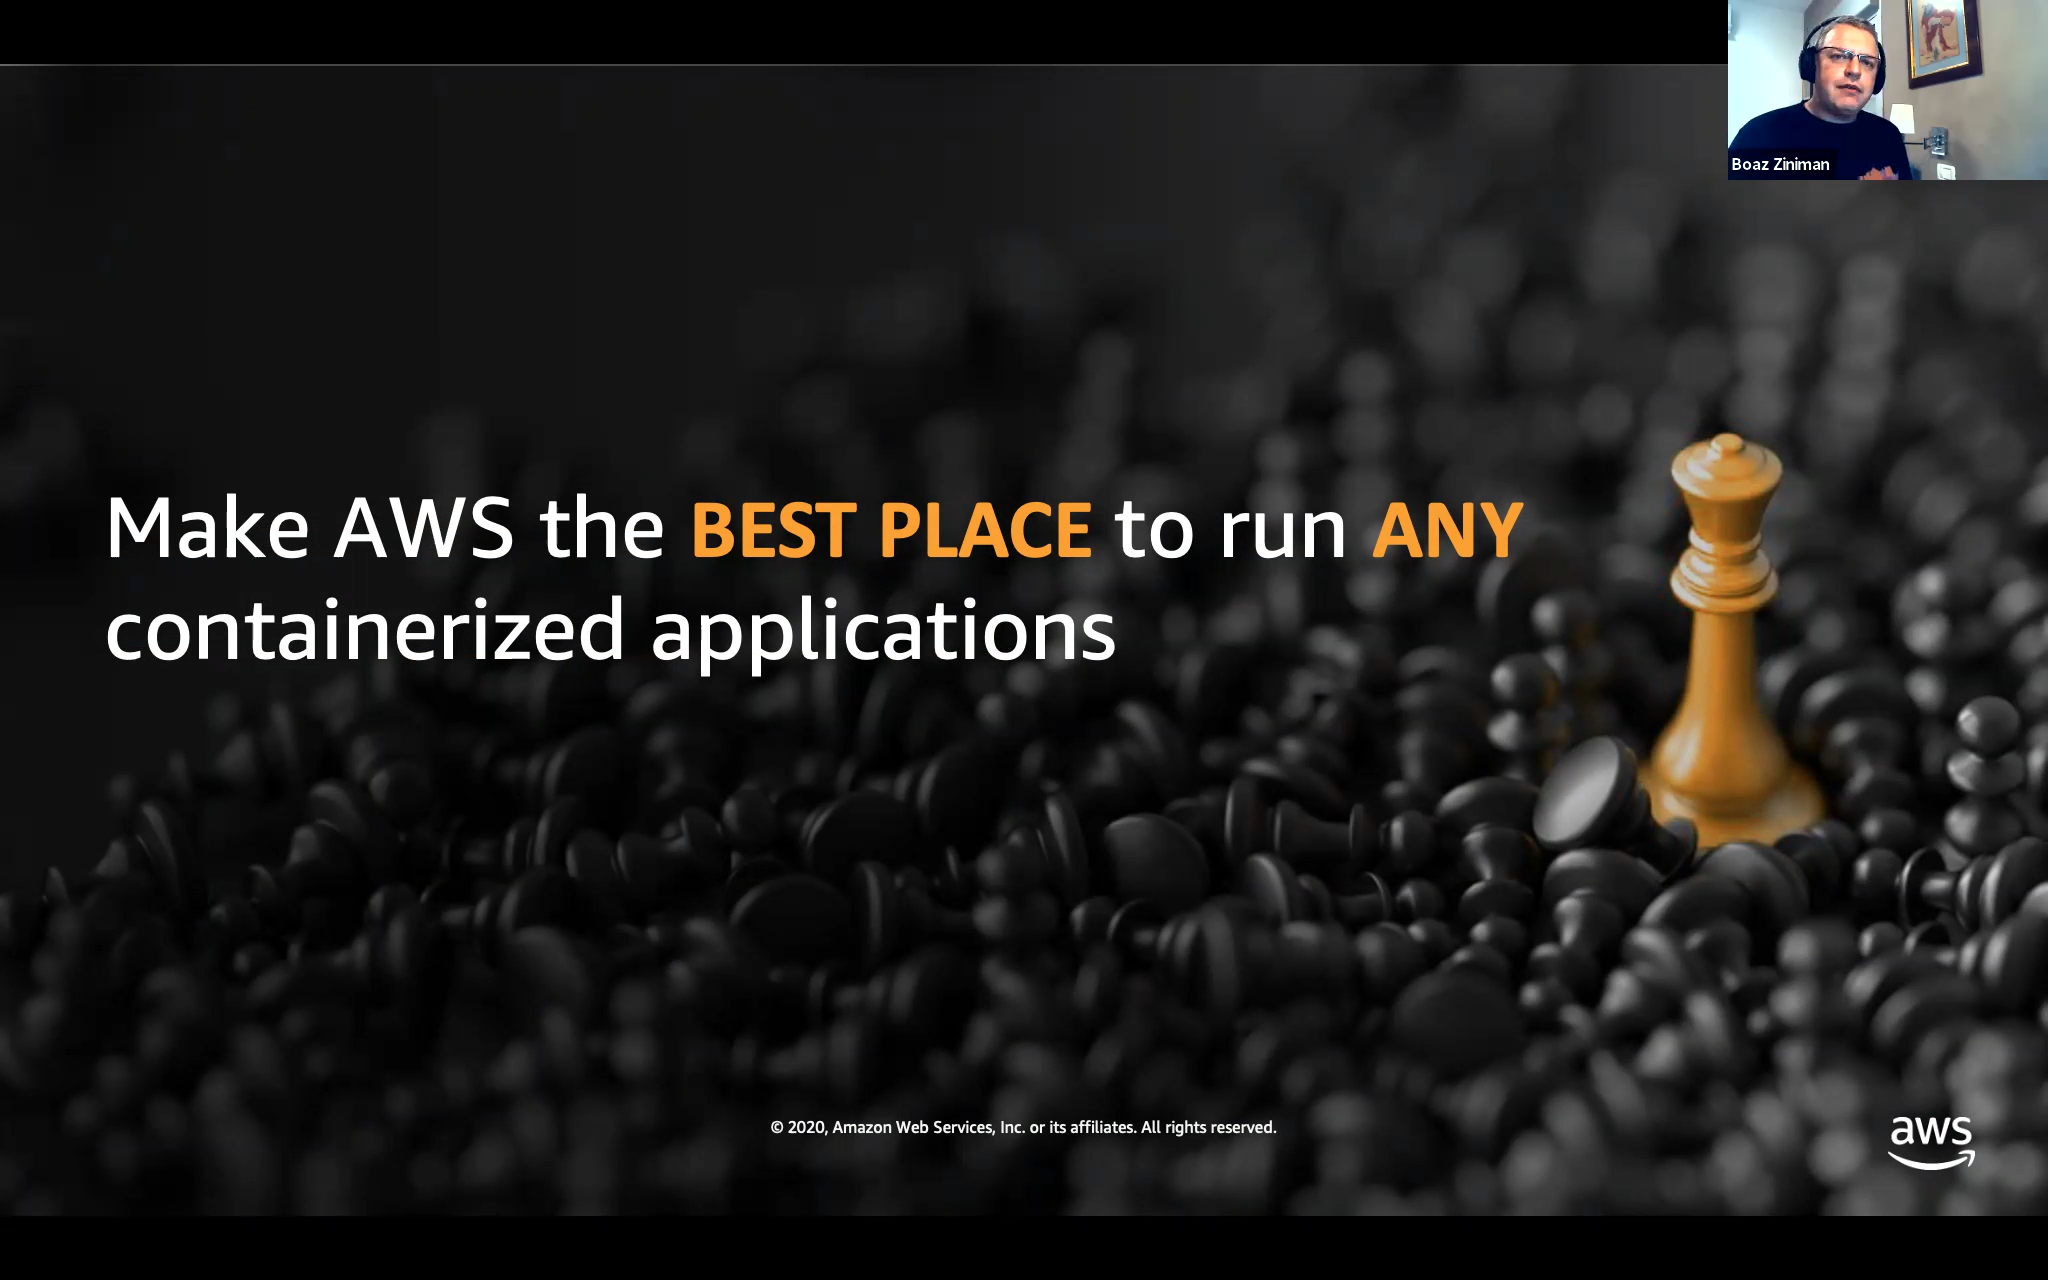 Boaz Ziniman
Make AWS the BEST PLACE to run ANY
containerized applications
© 2020, Amazon Web Services, Inc. or its affiliates. All rights reserved.
aws